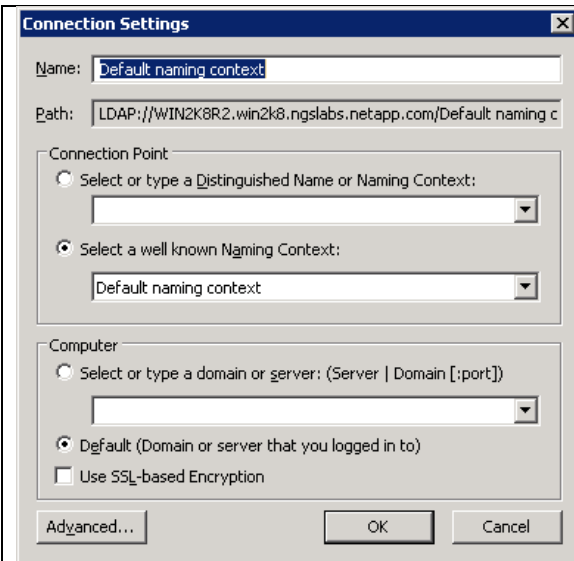 Connection Settings
Name: Default naming context
Path: LDAP://WIN2K8R2.win2k8.ngslabs.netapp.com/Default naming c
Connection Point
Select or type a Distinguished Name or Naming Context:
Select a well known Naming Context:
Default naming context
Computer
Select or type a domain or server: (Server | Domain [:port])
Default (Domain or server that you logged in to)
Use SSL-based Encryption
Advanced... OK Cancel